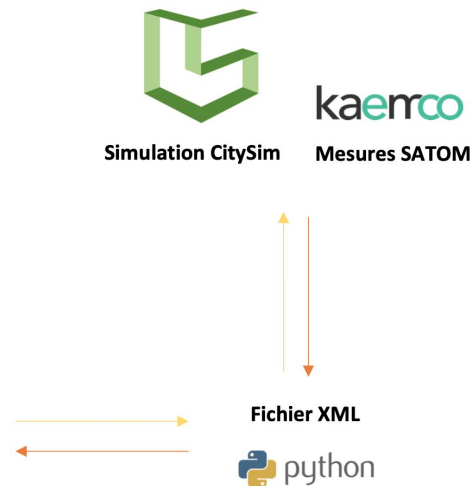 kaemco
Simulation CitySim
Mesures SATOM
Fichier XML
python